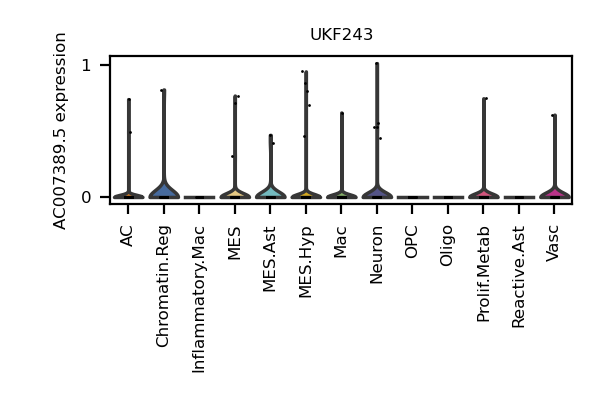 UKF243
AC007389.5 expression
1
0
AC
Chromatin.Reg
Inflammatory.Mac
MES
MES.Ast
MES.Hyp
Mac
Neuron
OPC
Oligo
Prolif.Metab
Reactive.Ast
Vasc